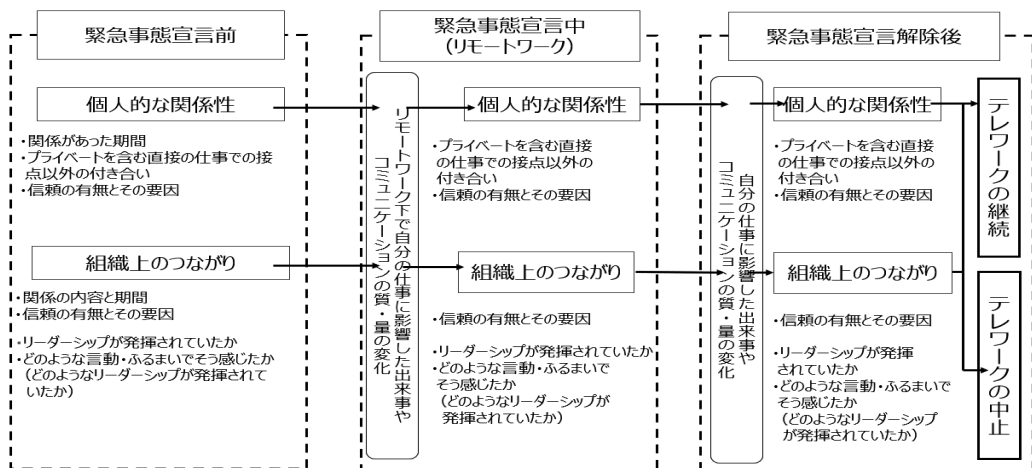 緊急事態宣言前
個人的な関係性
・関係があった期間
・プライベートを含む直接の仕事での接
点以外の付き合い
・信頼の有無とその要因
組織上のつながり
・関係の内容と期間
・信頼の有無とその要因
・リーダーシップが発揮されていたか
・どのような言動・ふるまいでそう感じたか
(どのようなリーダーシップが発揮されて
いたか)
緊急事態宣言中
(リモートワーク)
リモートワーク下で自分の仕事に影響した出来事や
コミュニケーションの質・量の変化
個人的な関係性
・プライベートを含む直接
の仕事での接点以外の
付き合い
・信頼の有無とその要因
組織上のつながり
・信頼の有無とその要因
・リーダーシップが発揮されていたか
・どのような言動・ふるまいで
そう感じたか
(どのようなリーダーシップが
発揮されていたか)
緊急事態宣言解除後
自分の仕事に影響した出来事や
コミュニケーションの質・量の変化
個人的な関係性
・プライベートを含む直接
の仕事での接点以外の
付き合い
・信頼の有無とその要因
組織上のつながり
・信頼の有無とその要因
・リーダーシップが発揮
されていたか
・どのような言動・ふるまいで
そう感じたか
(どのようなリーダーシップ
が発揮されていたか)
テレワークの継続
テレワークの中止